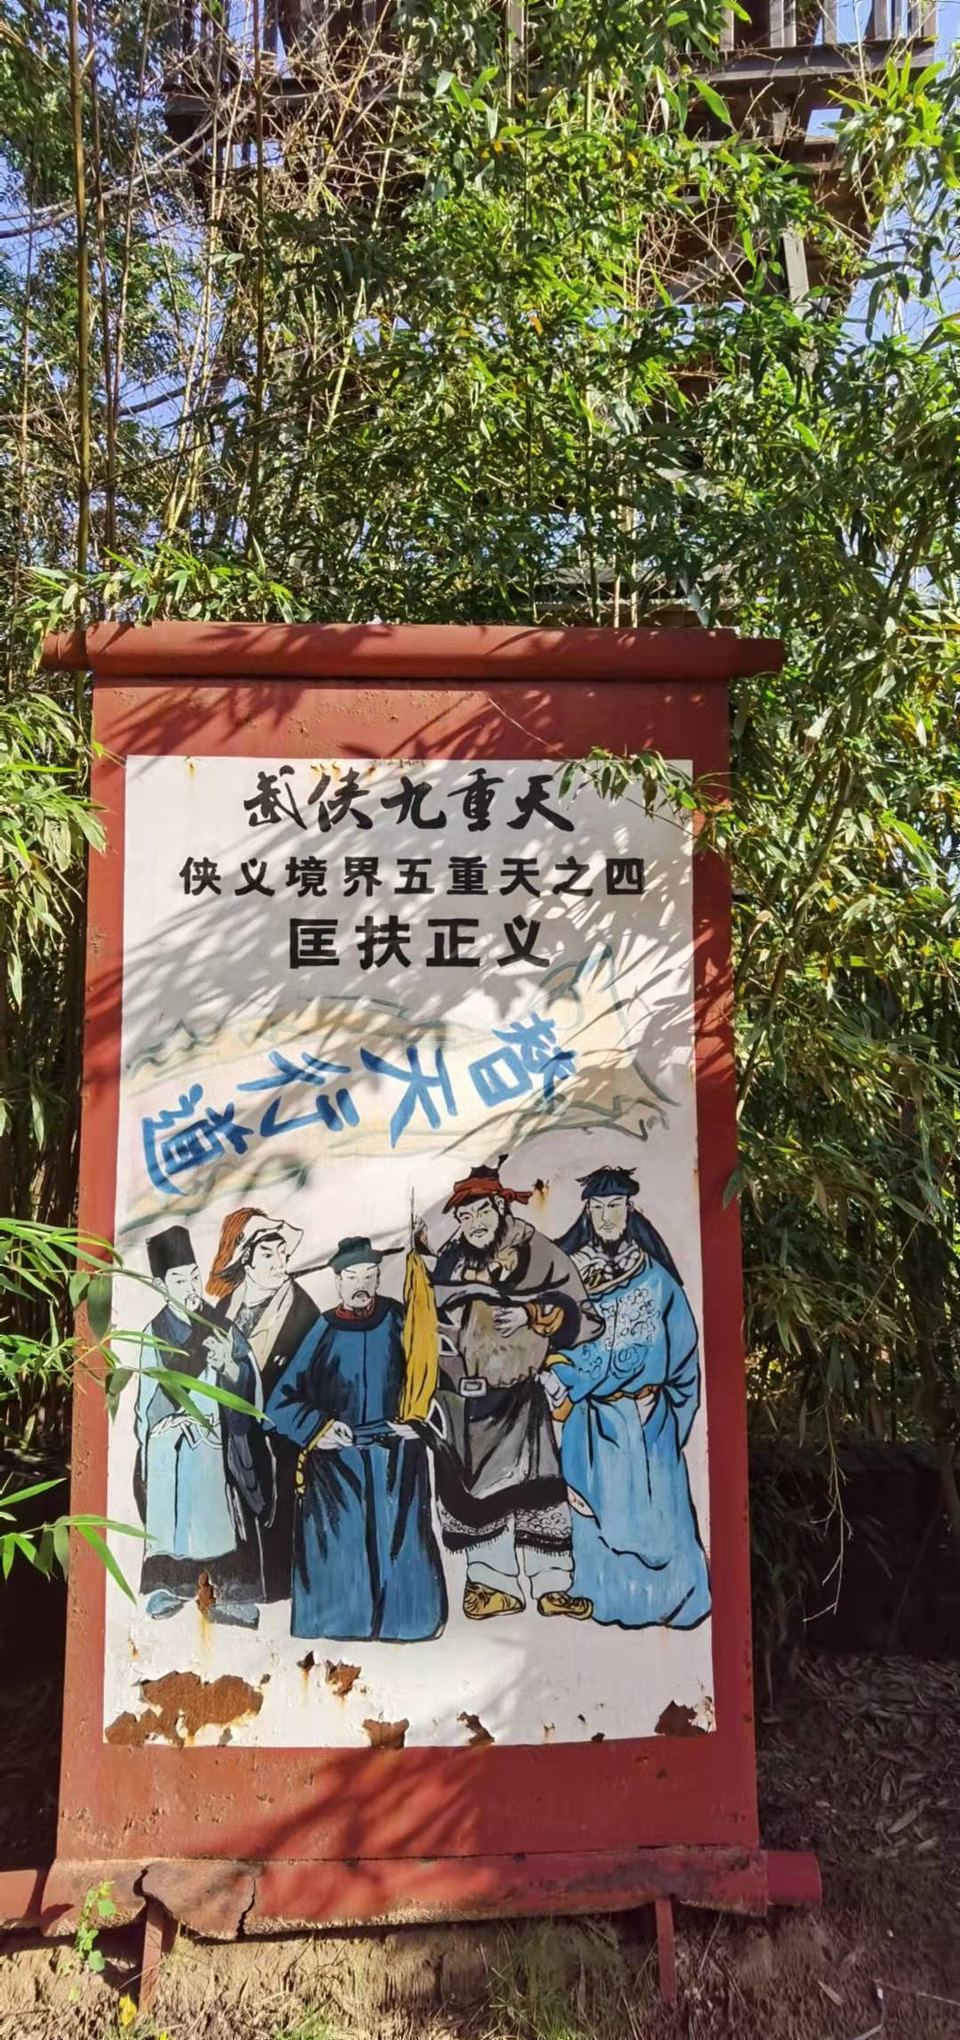 武侠九重天
侠义境界五重天之四
匡扶正义
替天行道